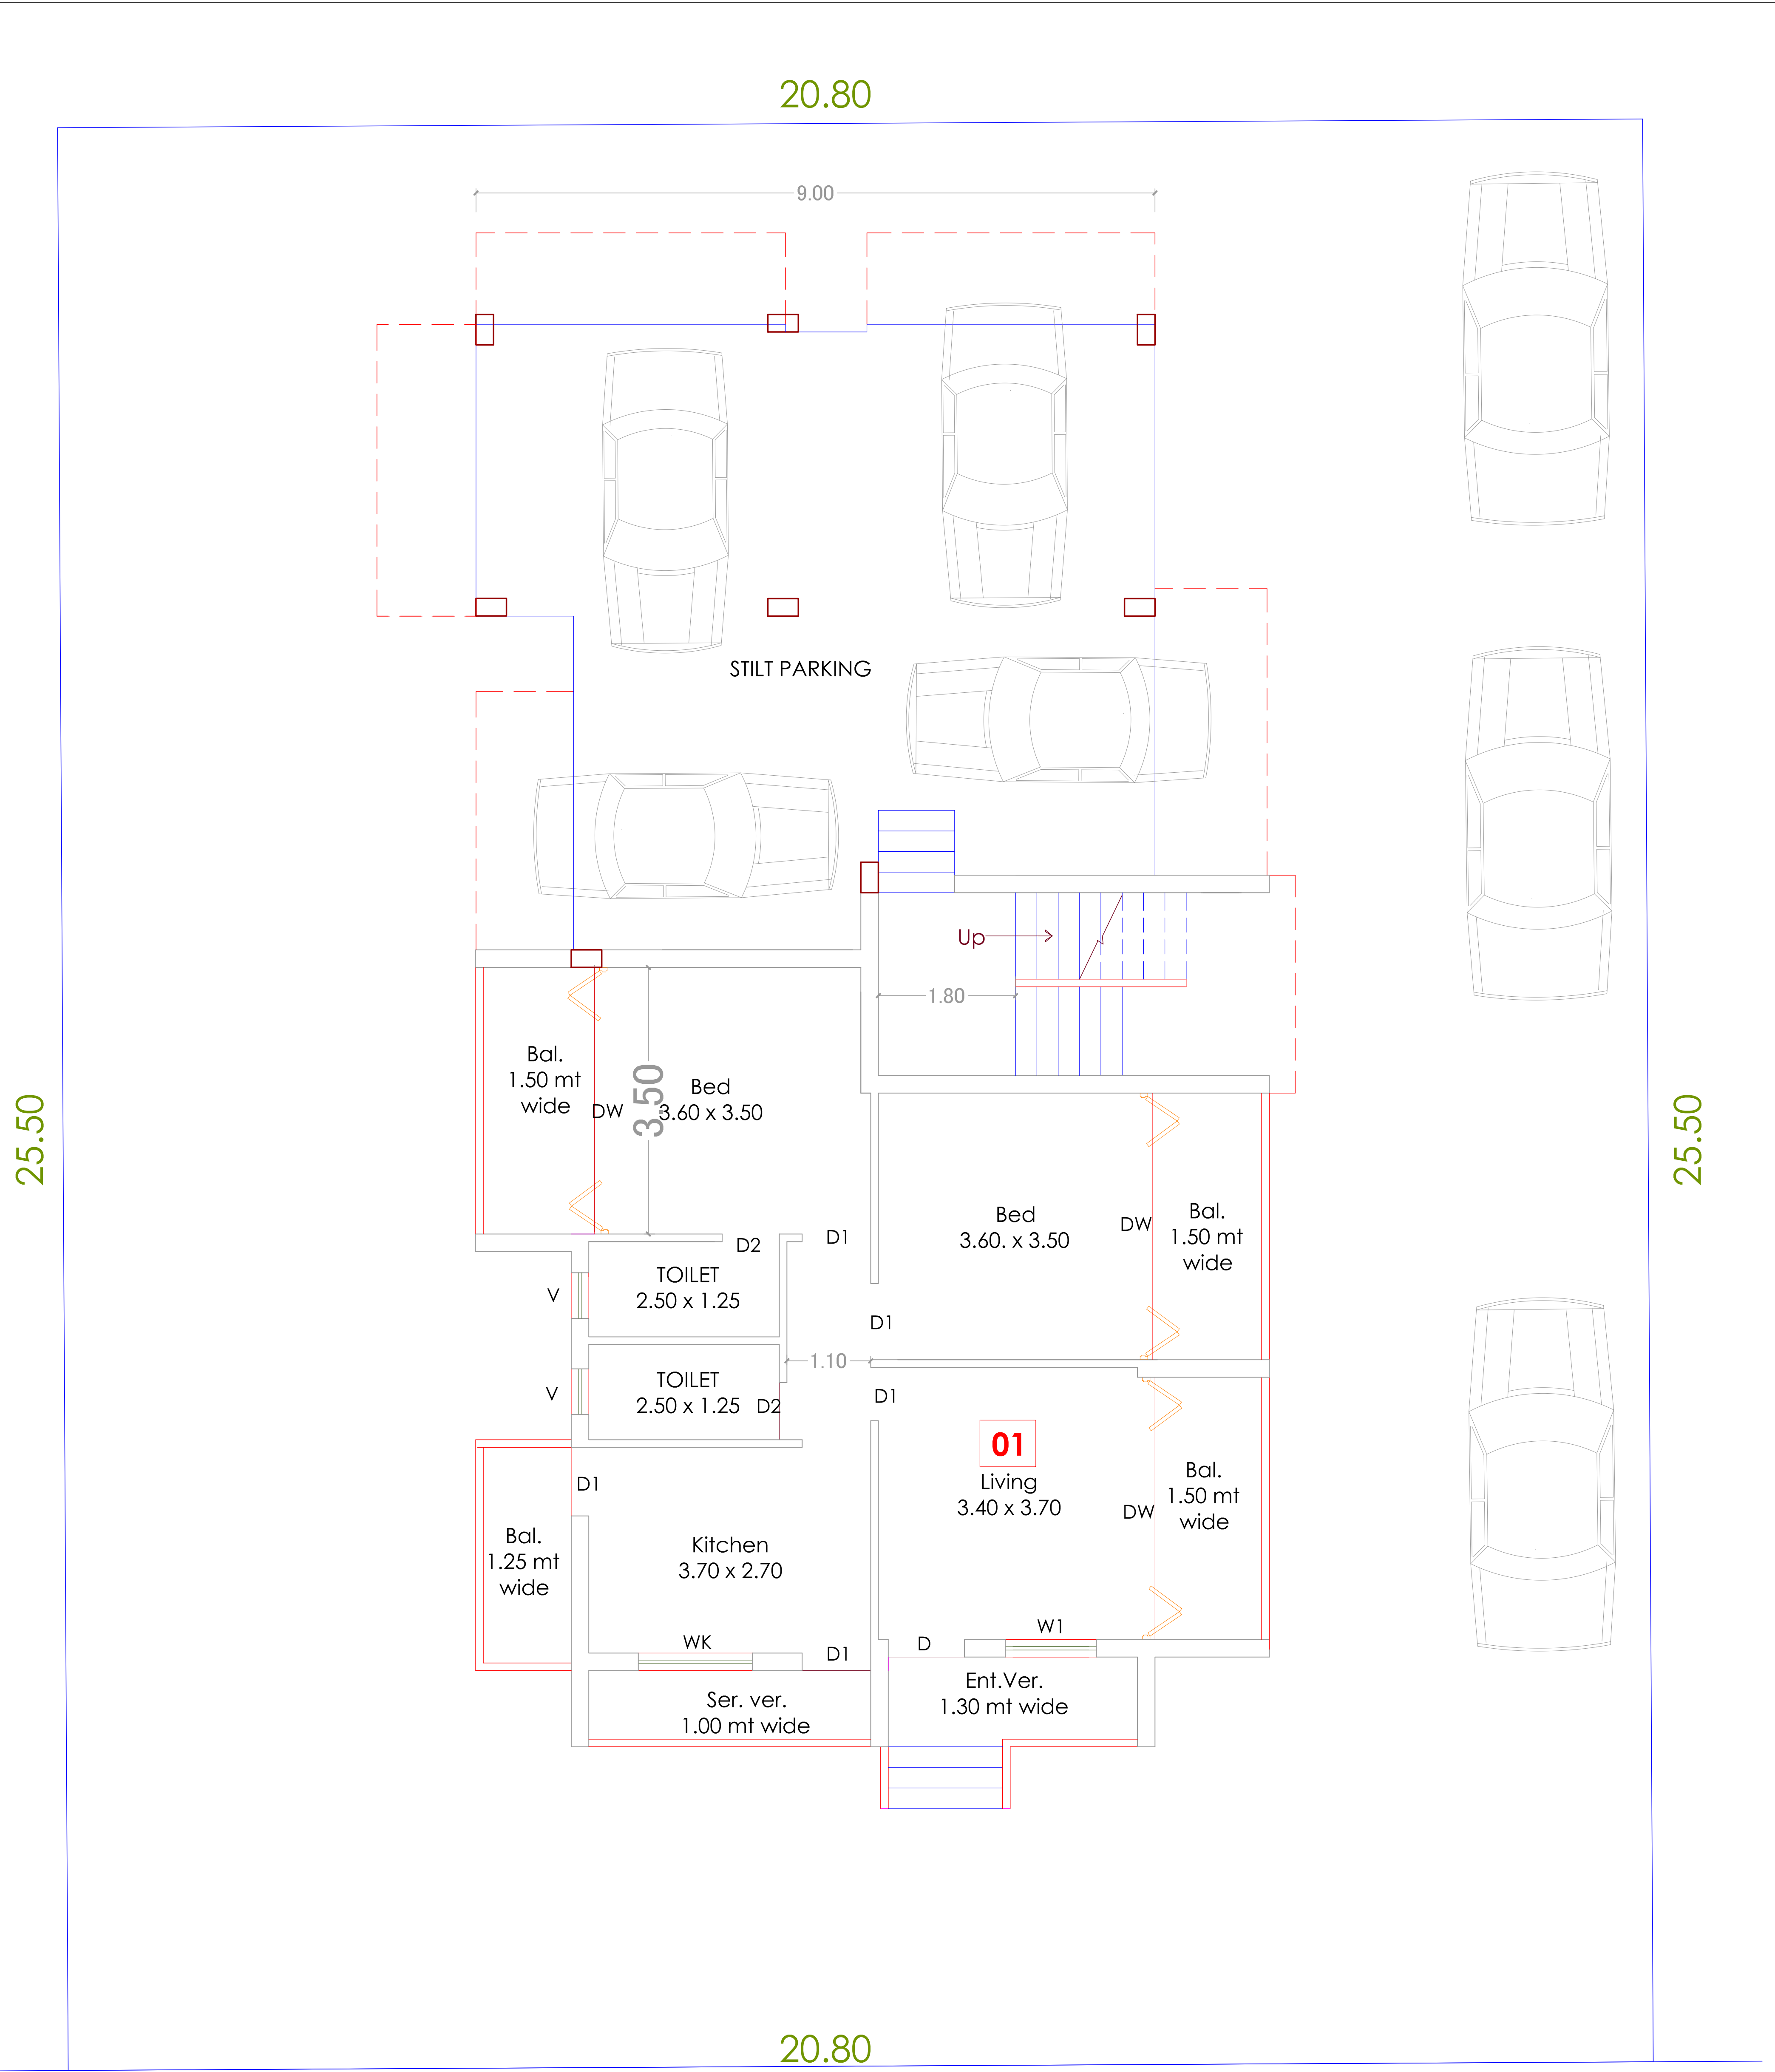 20.80
9.00
STILT PARKING
Up
1.80
Bal.
1.50 mt
wide
DW
3.50
Bed
3.60 x 3.50
25.50
25.50
Bed
3.60. x 3.50
DW
Bal.
1.50 mt
wide
D1
D2
TOILET
2.50 x 1.25
V
D1
1.10
TOILET
2.50 x 1.25
D2
V
D1
01
Living
3.40 x 3.70
DW
Bal.
1.50 mt
wide
D1
Bal.
1.25 mt
wide
Kitchen
3.70 x 2.70
WK
D1
D
W1
Ser. ver.
1.00 mt wide
Ent.Ver.
1.30 mt wide
20.80